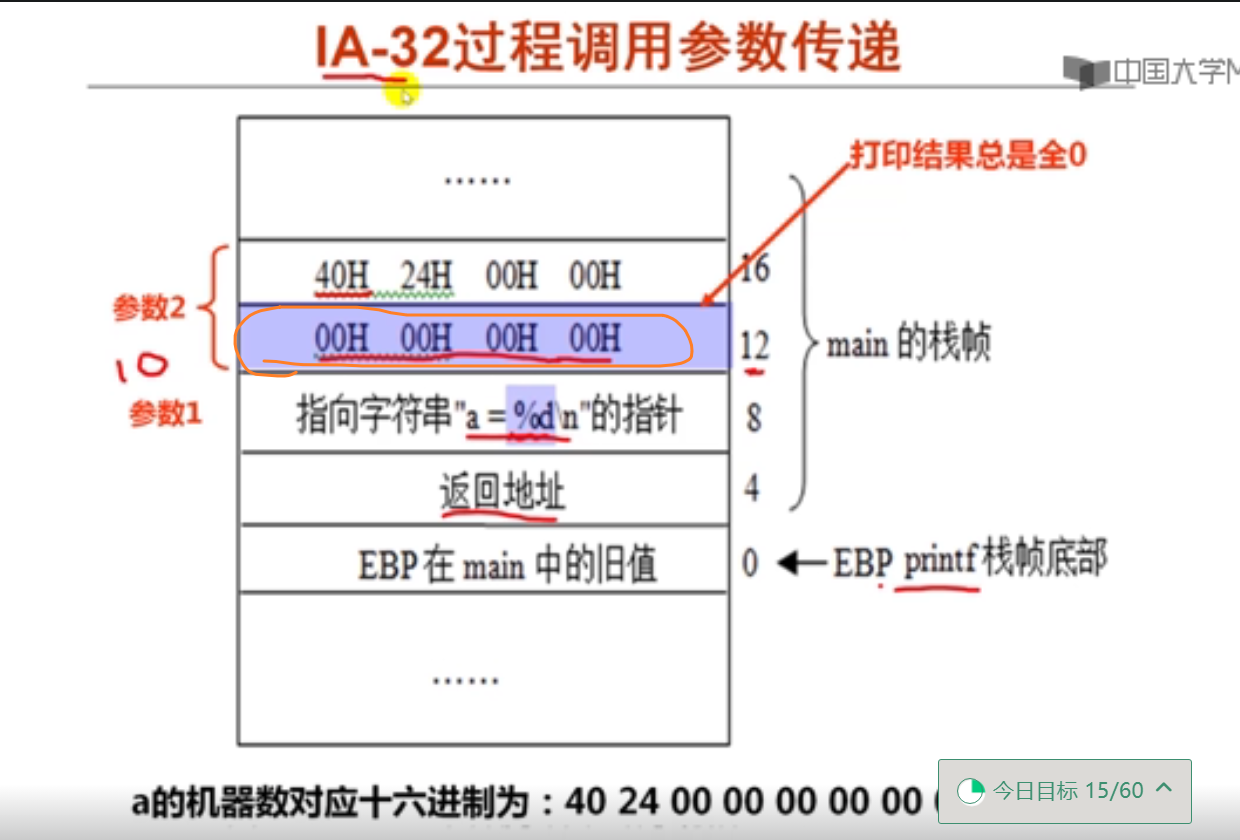 IA-32过程调用参数传递
中国大学M
打印结果总是全0
……
40H 24H 00H 00H
16
参数2
00H 00H 00H 00H
12
main 的栈帧
10
参数1
指向字符串"a = %d\n"的指针
8
返回地址
4
EBP在 main 中的旧值
0
EBP printf栈帧底部
……
a的机器数对应十六进制为：40 24 00 00 00 00 00
今日目标 15/60